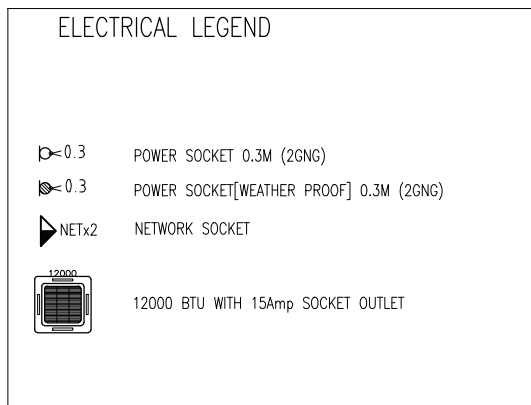 ELECTRICAL LEGEND
0.3 POWER SOCKET 0.3M (2GNG)
0.3 POWER SOCKET[WEATHER PROOF] 0.3M (2GNG)
NETx2 NETWORK SOCKET
12000
12000 BTU WITH 15Amp SOCKET OUTLET